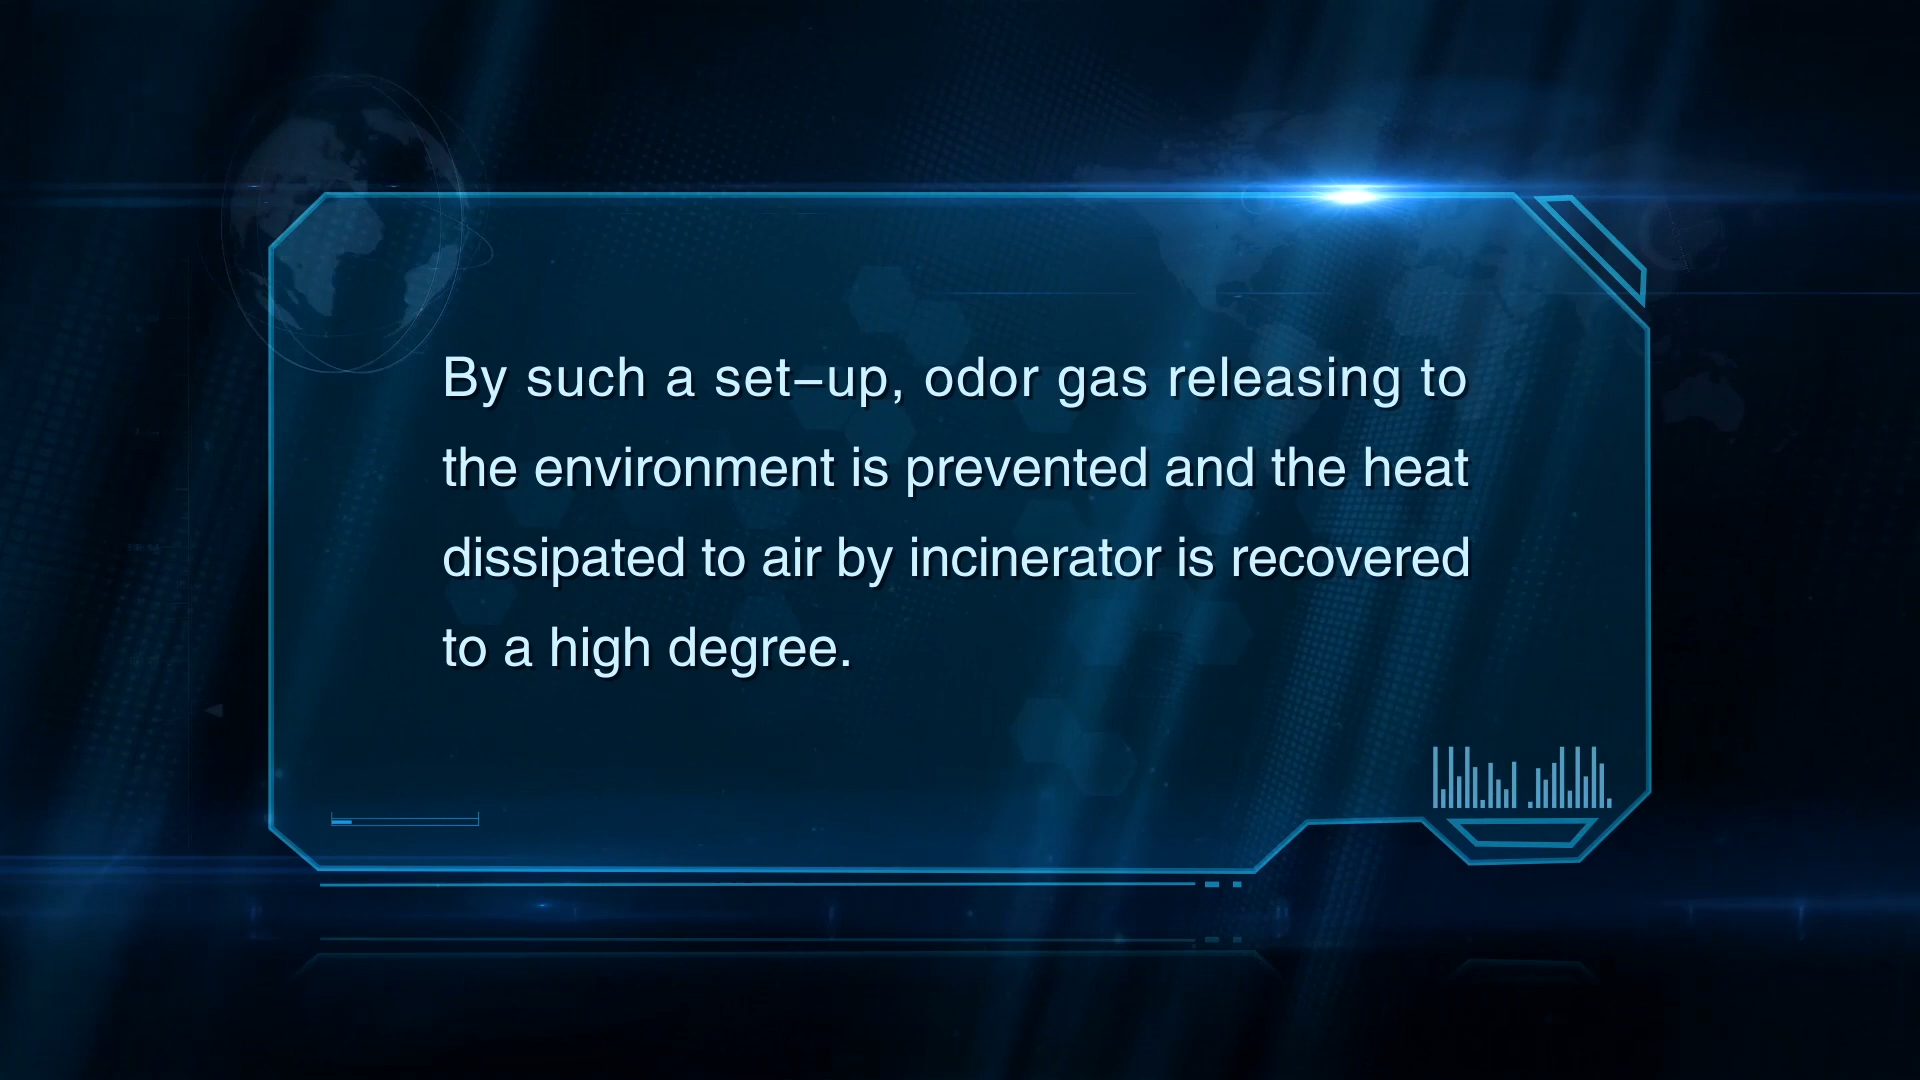 By such a set–up, odor gas releasing to
the environment is prevented and the heat
dissipated to air by incinerator is recovered
to a high degree.